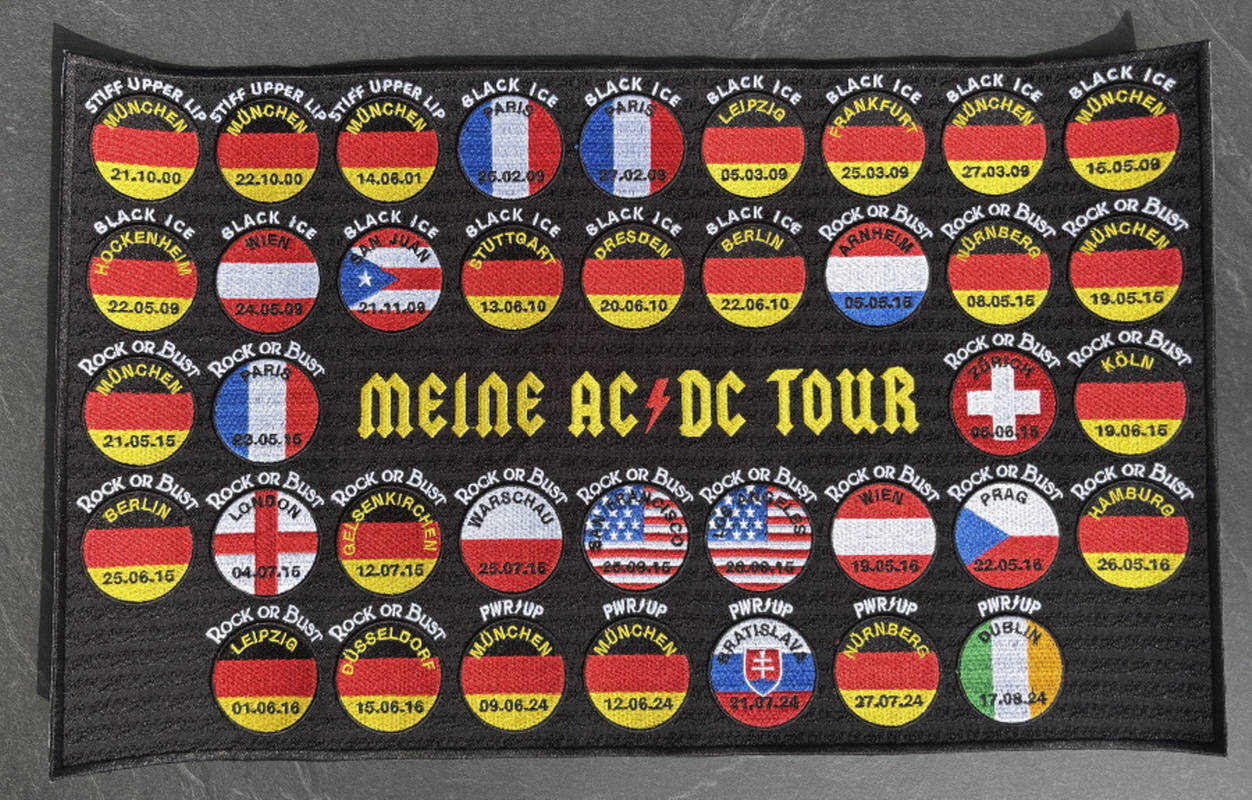 STIFF UPPER LIP
MÜNCHEN
21.10.00
STIFF UPPER LIP
MÜNCHEN
22.10.00
STIFF UPPER LIP
MÜNCHEN
14.06.01
BLACK ICE
PARIS
25.02.09
BLACK ICE
PARIS
27.02.09
BLACK ICE
LEIPZIG
05.03.09
BLACK ICE
FRANKFURT
25.03.09
BLACK ICE
MÜNCHEN
27.03.09
BLACK ICE
MÜNCHEN
15.05.09
BLACK ICE
HOCKENHEIM
22.05.09
BLACK ICE
WIEN
24.05.09
BLACK ICE
SAN JUAN
21.11.09
BLACK ICE
STUTTGART
13.06.10
BLACK ICE
DRESDEN
20.06.10
BLACK ICE
BERLIN
22.06.10
ROCK OR BUST
ARNHEIM
05.05.15
ROCK OR BUST
NÜRNBERG
08.05.15
ROCK OR BUST
MÜNCHEN
19.05.15
ROCK OR BUST
MÜNCHEN
21.05.15
ROCK OR BUST
PARIS
23.05.15
MEINE AC⚡DC TOUR
ROCK OR BUST
ZÜRICH
05.06.15
ROCK OR BUST
KÖLN
19.06.15
ROCK OR BUST
BERLIN
25.06.15
ROCK OR BUST
LONDON
04.07.15
ROCK OR BUST
GELSENKIRCHEN
12.07.15
ROCK OR BUST
WARSCHAU
25.07.15
ROCK OR BUST
SAN FRANCISCO
25.09.15
ROCK OR BUST
LOS ANGELES
28.09.15
ROCK OR BUST
WIEN
19.05.16
ROCK OR BUST
PRAG
22.05.16
ROCK OR BUST
HAMBURG
26.05.16
ROCK OR BUST
LEIPZIG
01.06.16
ROCK OR BUST
DÜSSELDORF
15.06.16
PWR⚡UP
MÜNCHEN
09.06.24
PWR⚡UP
MÜNCHEN
12.06.24
PWR⚡UP
BRATISLAVA
21.07.24
PWR⚡UP
NÜRNBERG
27.07.24
PWR⚡UP
DUBLIN
17.08.24